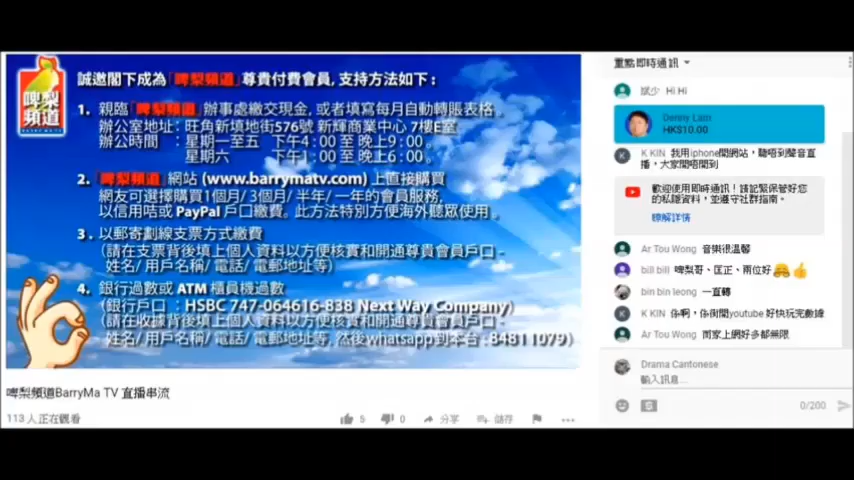 誠邀閣下成為「啤梨頻道」尊貴付費會員, 支持方法如下 :
啤梨
頻道
BARRYMA TV
1. 親臨「啤梨頻道」辦事處繳交現金, 或者填寫每月自動轉賬表格。
辦公室地址 : 旺角新填地街576號 新輝商業中心 7樓E室
辦公時間 : 星期一至五 下午4 : 00 至 晚上9 : 00 。
星期六 下午1 : 00 至 晚上6 : 00 。
2. 「啤梨頻道」網站 (www.barrymatv.com) 上直接購買
網友可選擇購買1個月/ 3個月/ 半年/ 一年的會員服務,
以信用咭或 PayPal 戶口繳費。此方法特別方便海外聽眾使用 。
3. 以郵寄劃線支票方式繳費
(請在支票背後填上個人資料以方便核實和開通尊貴會員戶口 -
姓名/ 用戶名稱/ 電話/ 電郵地址等)
4. 銀行過數或 ATM 櫃員機過數
(銀行戶口 : HSBC 747-064616-838 Next Way Company)
(請在收據背後填上個人資料以方便核實和開通尊貴會員戶口 -
姓名/ 用戶名稱/ 電話/ 電郵地址等, 然後whatsapp到本台 : 84811079)
啤梨頻道BarryMa TV 直播串流
113 人正在觀看
5
0
分享
儲存
重點即時通訊
斌少 Hi Hi
Denny Lam
HK$10.00
K KIN 我用iphone開網站，聽唔到聲音直
播，大家開唔開到
歡迎使用即時通訊！請記緊保管好您
的私隱資料，並遵守社群指南。
瞭解詳情
Ar Tou Wong 音樂很溫馨
bill bill 啤梨哥、匡正、兩位好
bin bin leong 一直轉
K KIN 係啊，係街開youtube 好快玩完數據
Ar Tou Wong 而家上網好多都無限
Drama Cantonese
輸入訊息...
0/200